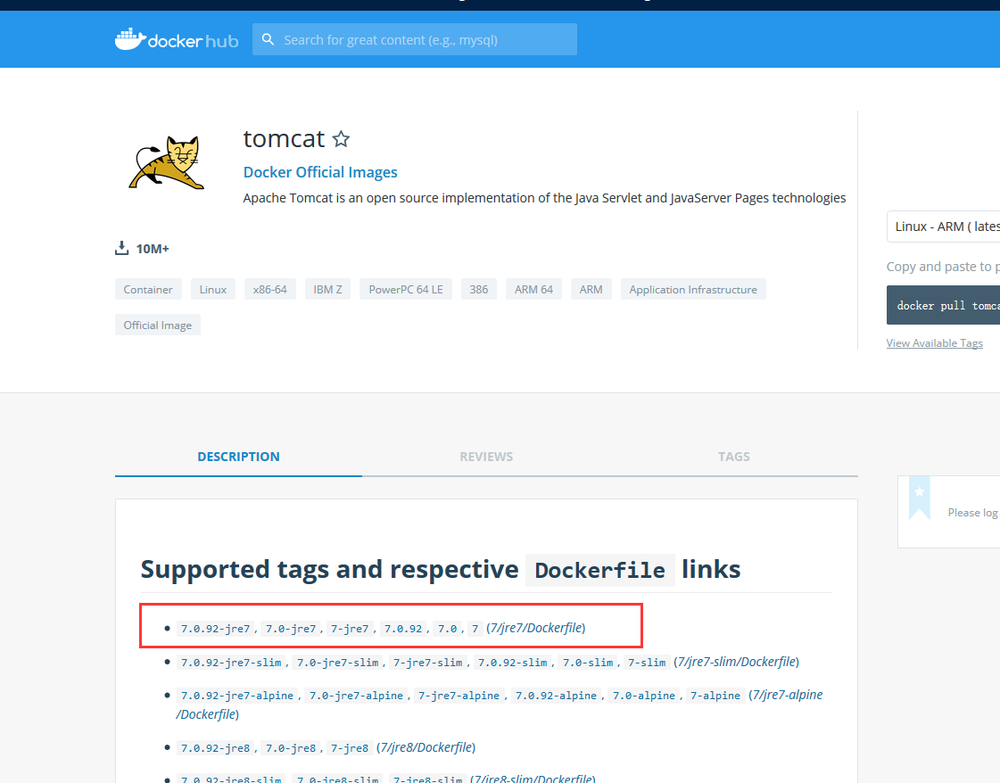 docker hub
Search for great content (e.g., mysql)
tomcat
Docker Official Images
Apache Tomcat is an open source implementation of the Java Servlet and JavaServer Pages technologies
10M+
Container Linux x86-64 IBM Z PowerPC 64 LE 386 ARM 64 ARM Application Infrastructure
Official Image
Linux - ARM ( lates
Copy and paste to p
docker pull tomca
View Available Tags
DESCRIPTION REVIEWS TAGS
Please log
Supported tags and respective Dockerfile links
7.0.92-jre7, 7.0-jre7, 7-jre7, 7.0.92, 7.0, 7 (7/jre7/Dockerfile)
7.0.92-jre7-slim, 7.0-jre7-slim, 7-jre7-slim, 7.0.92-slim, 7.0-slim, 7-slim (7/jre7-slim/Dockerfile)
7.0.92-jre7-alpine, 7.0-jre7-alpine, 7-jre7-alpine, 7.0.92-alpine, 7.0-alpine, 7-alpine (7/jre7-alpine
/Dockerfile)
7.0.92-jre8, 7.0-jre8, 7-jre8 (7/jre8/Dockerfile)
7.0.92-jre8-slim, 7.0-jre8-slim, 7-jre8-slim (7/jre8-slim/Dockerfile)